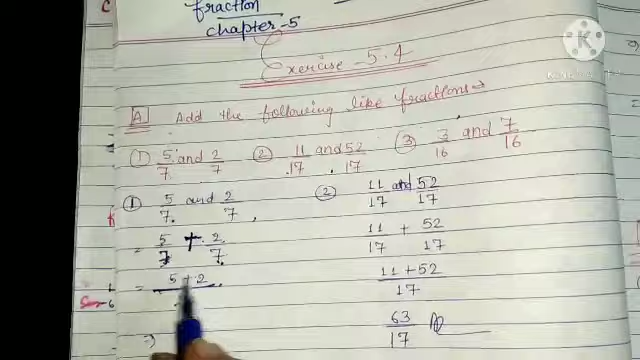 fraction
chapter-5
Exercise - 5.4
A Add the following like fractions →
① 5/7 and 2/7 ② 11/17 and 52/17 ③ 3/16 and 7/16
① 5/7 and 2/7 ② 11/17 and 52/17
= 5/7 + 2/7 11/17 + 52/17
= 5+2 11+52/17
63/17
K